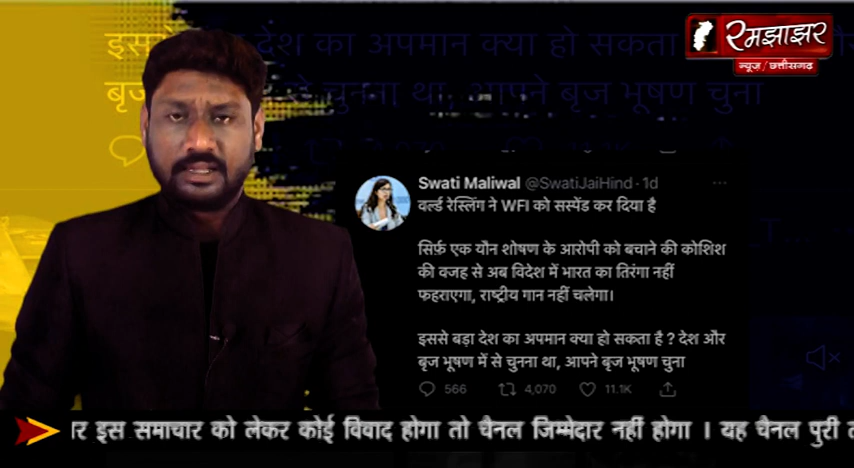 रमझाझर
न्यूज़/छत्तीसगढ़
देश का अपमान क्या हो सकता
चुनना था, आपने बृज भूषण चुना
Swati Maliwal @SwatiJaiHind · 1d
वर्ल्ड रेस्लिंग ने WFI को सस्पेंड कर दिया है
सिर्फ़ एक यौन शोषण के आरोपी को बचाने की कोशिश
की वजह से अब विदेश में भारत का तिरंगा नहीं
फहराएगा, राष्ट्रीय गान नहीं चलेगा।
इससे बड़ा देश का अपमान क्या हो सकता है ? देश और
बृज भूषण में से चुनना था, आपने बृज भूषण चुना
566 4,070 11.1K
इस समाचार को लेकर कोई विवाद होगा तो चैनल जिम्मेदार नहीं होगा । यह चैनल पुरी